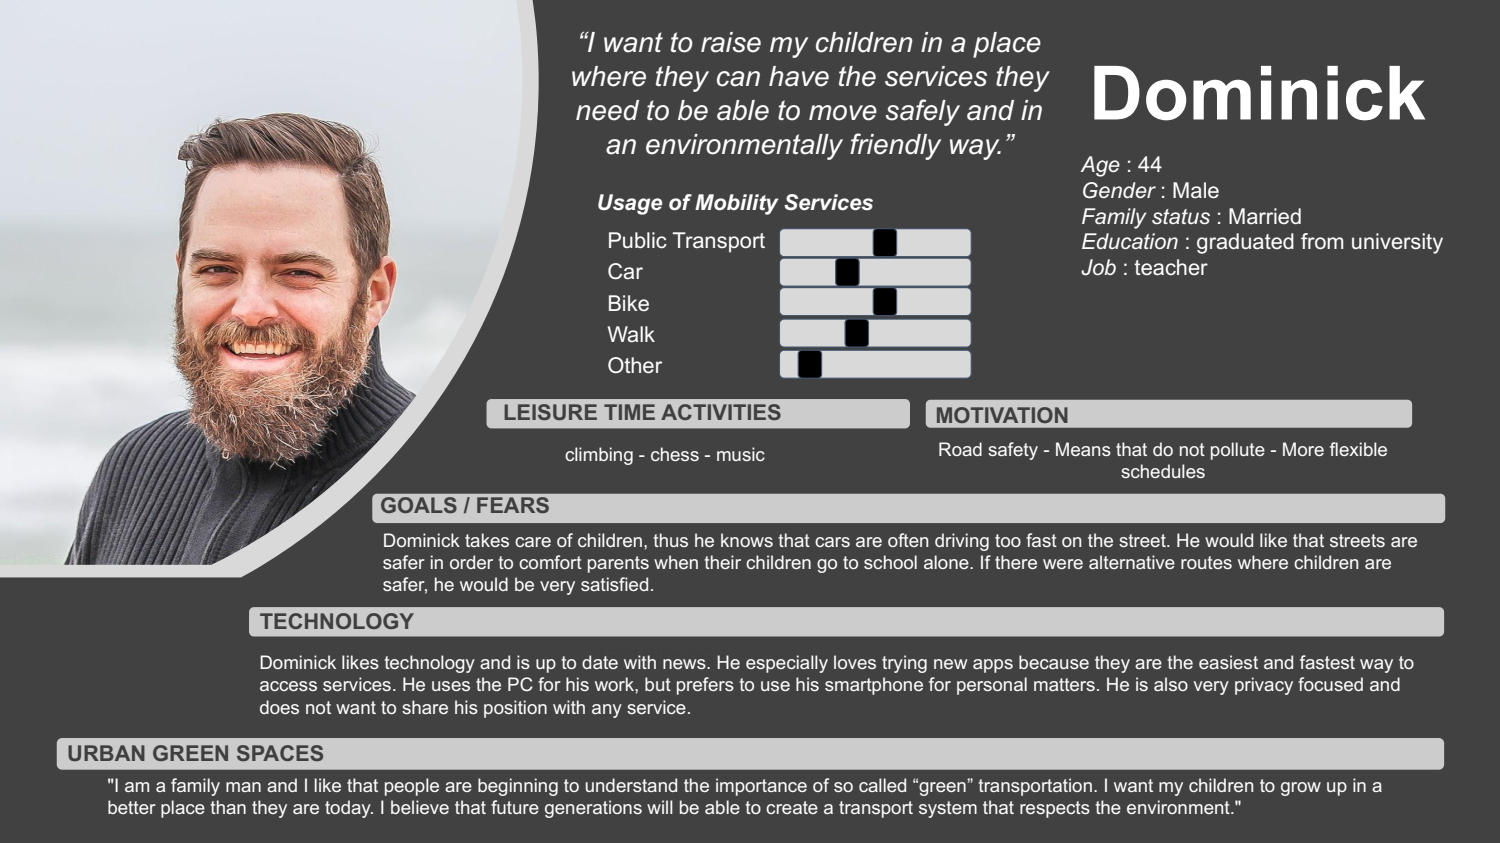 “I want to raise my children in a place
where they can have the services they
need to be able to move safely and in
an environmentally friendly way.”
Dominick
Age : 44
Gender : Male
Family status : Married
Education : graduated from university
Job : teacher
Usage of Mobility Services
Public Transport
Car
Bike
Walk
Other
LEISURE TIME ACTIVITIES
climbing - chess - music
MOTIVATION
Road safety - Means that do not pollute - More flexible
schedules
GOALS / FEARS
Dominick takes care of children, thus he knows that cars are often driving too fast on the street. He would like that streets are
safer in order to comfort parents when their children go to school alone. If there were alternative routes where children are
safer, he would be very satisfied.
TECHNOLOGY
Dominick likes technology and is up to date with news. He especially loves trying new apps because they are the easiest and fastest way to
access services. He uses the PC for his work, but prefers to use his smartphone for personal matters. He is also very privacy focused and
does not want to share his position with any service.
URBAN GREEN SPACES
"I am a family man and I like that people are beginning to understand the importance of so called “green” transportation. I want my children to grow up in a
better place than they are today. I believe that future generations will be able to create a transport system that respects the environment."